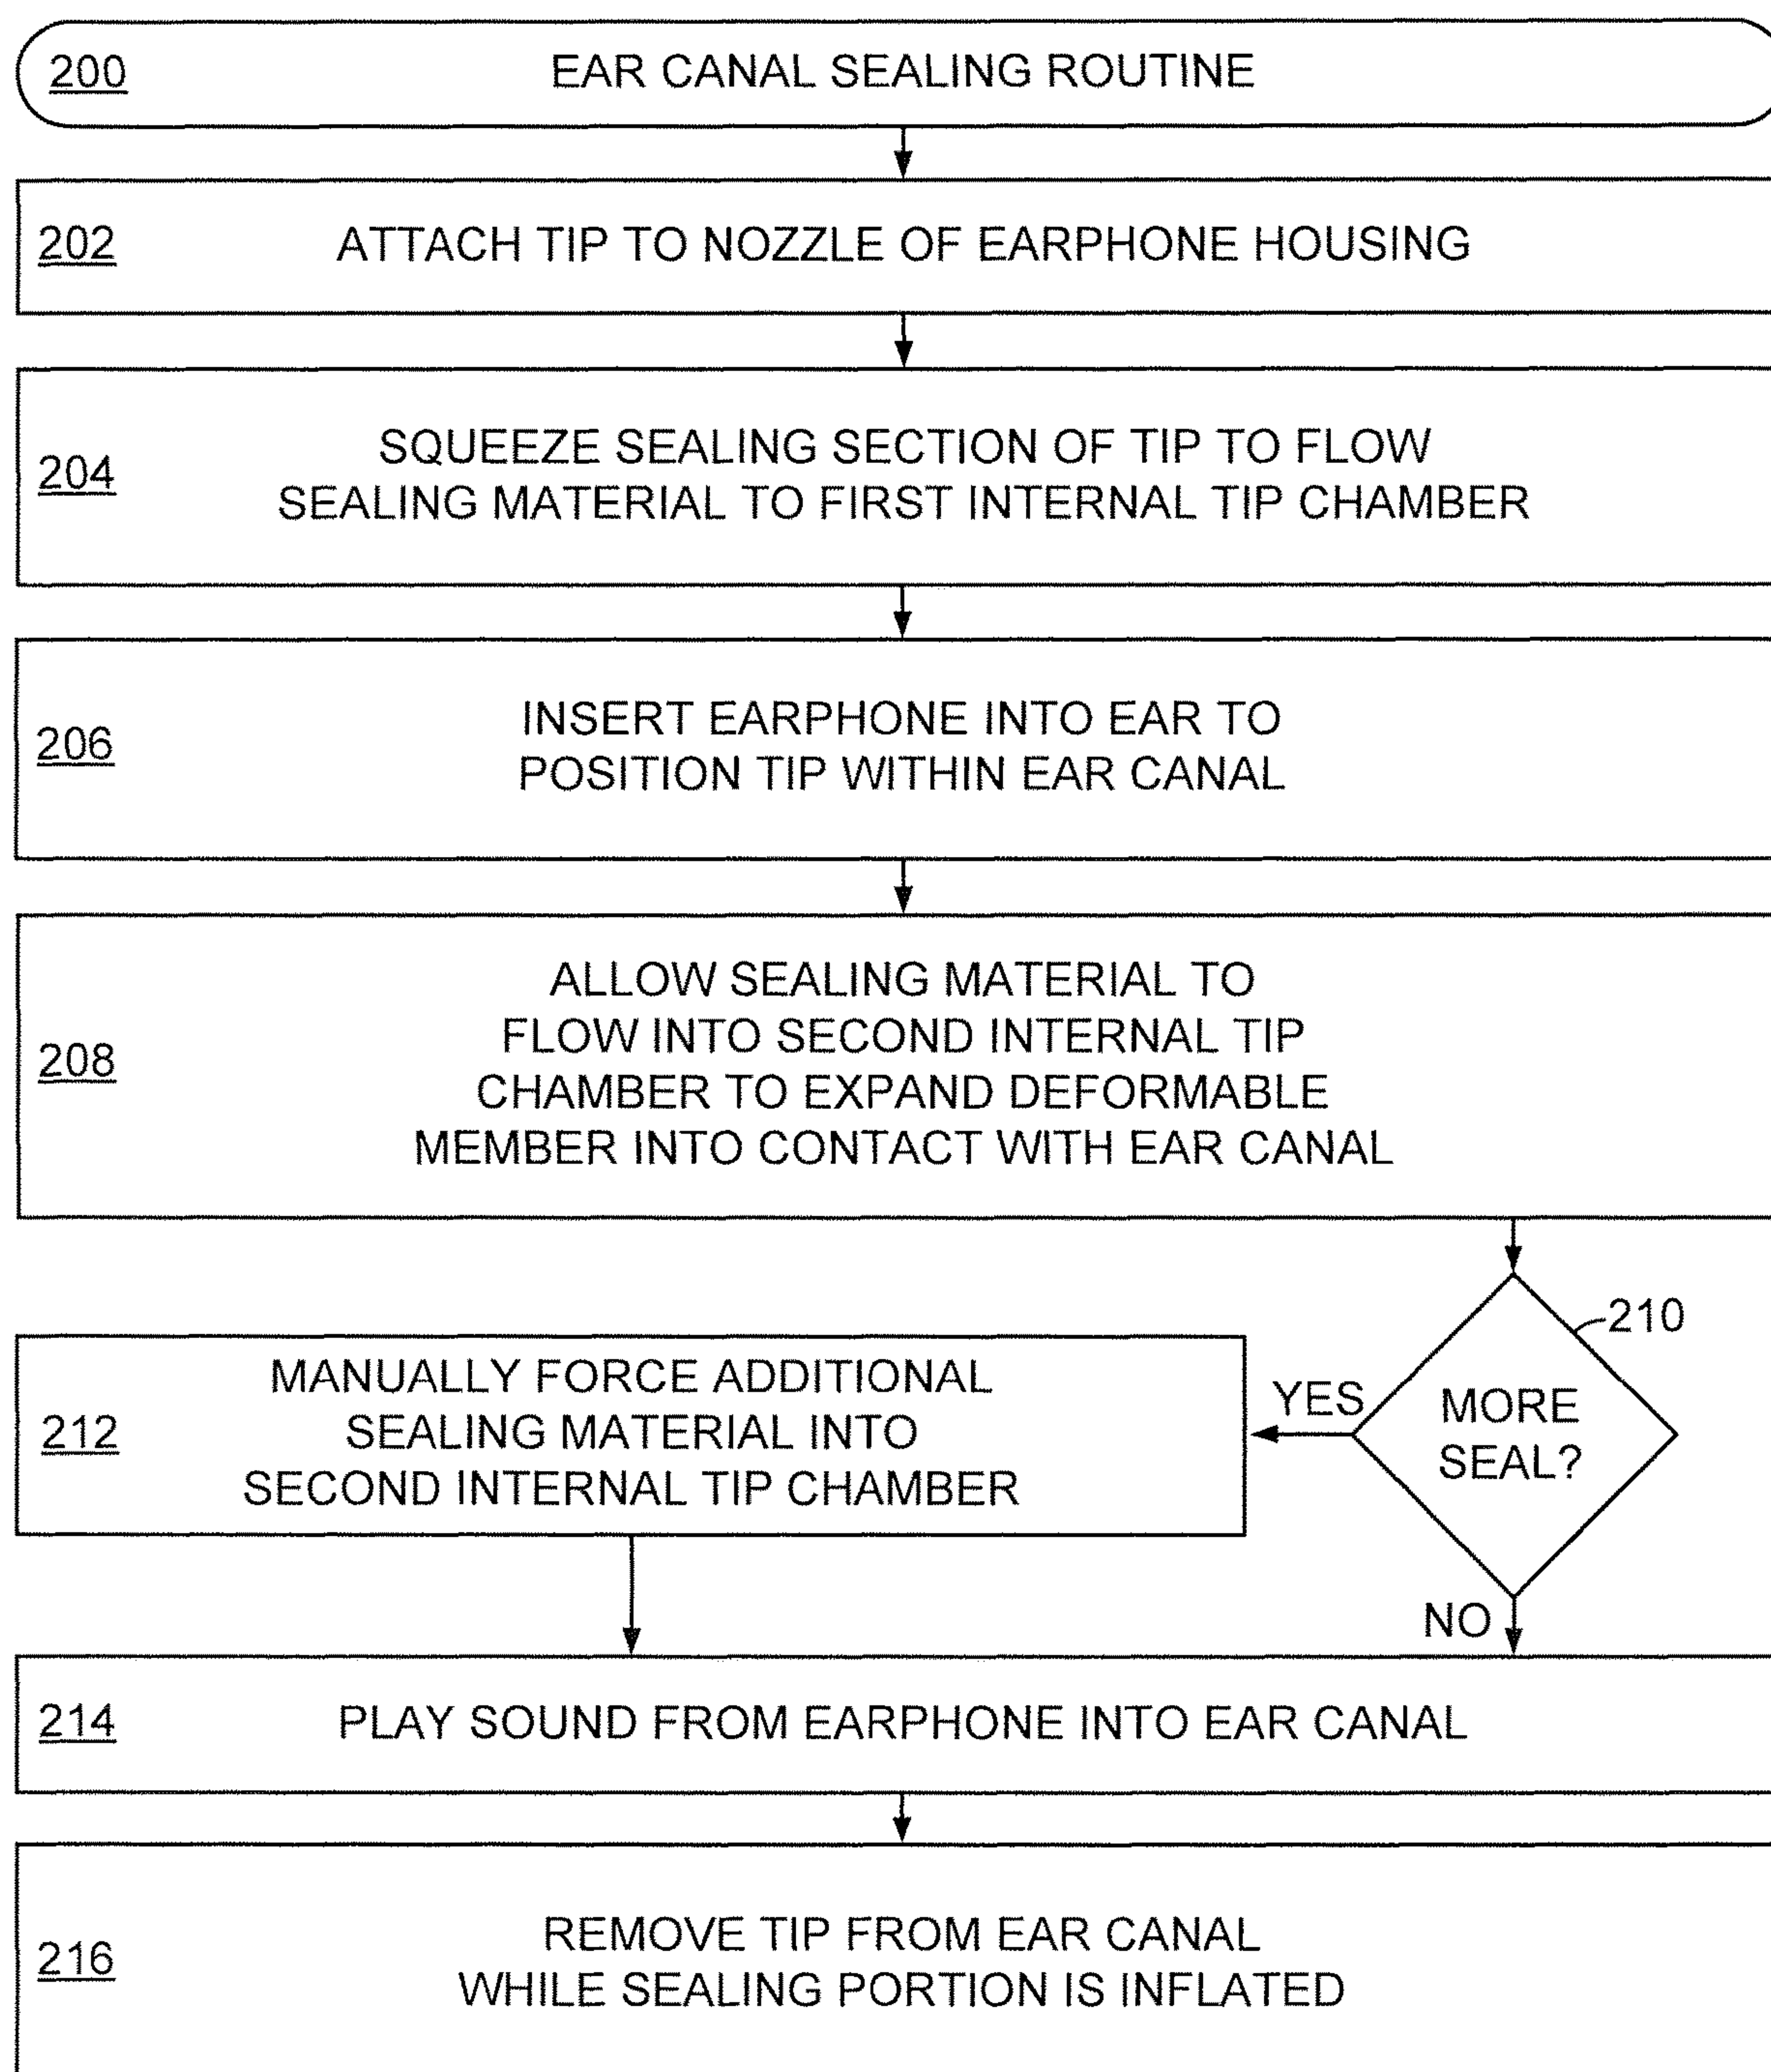 200 EAR CANAL SEALING ROUTINE
202 ATTACH TIP TO NOZZLE OF EARPHONE HOUSING
204
SQUEEZE SEALING SECTION OF TIP TO FLOW
SEALING MATERIAL TO FIRST INTERNAL TIP CHAMBER
206
INSERT EARPHONE INTO EAR TO
POSITION TIP WITHIN EAR CANAL
208
ALLOW SEALING MATERIAL TO
FLOW INTO SECOND INTERNAL TIP
CHAMBER TO EXPAND DEFORMABLE
MEMBER INTO CONTACT WITH EAR CANAL
210
MORE
SEAL?
YES
212
MANUALLY FORCE ADDITIONAL
SEALING MATERIAL INTO
SECOND INTERNAL TIP CHAMBER
NO
214 PLAY SOUND FROM EARPHONE INTO EAR CANAL
216
REMOVE TIP FROM EAR CANAL
WHILE SEALING PORTION IS INFLATED